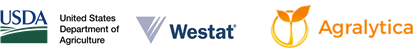 USDA
United States
Department of
Agriculture
Westat®
Agralytica